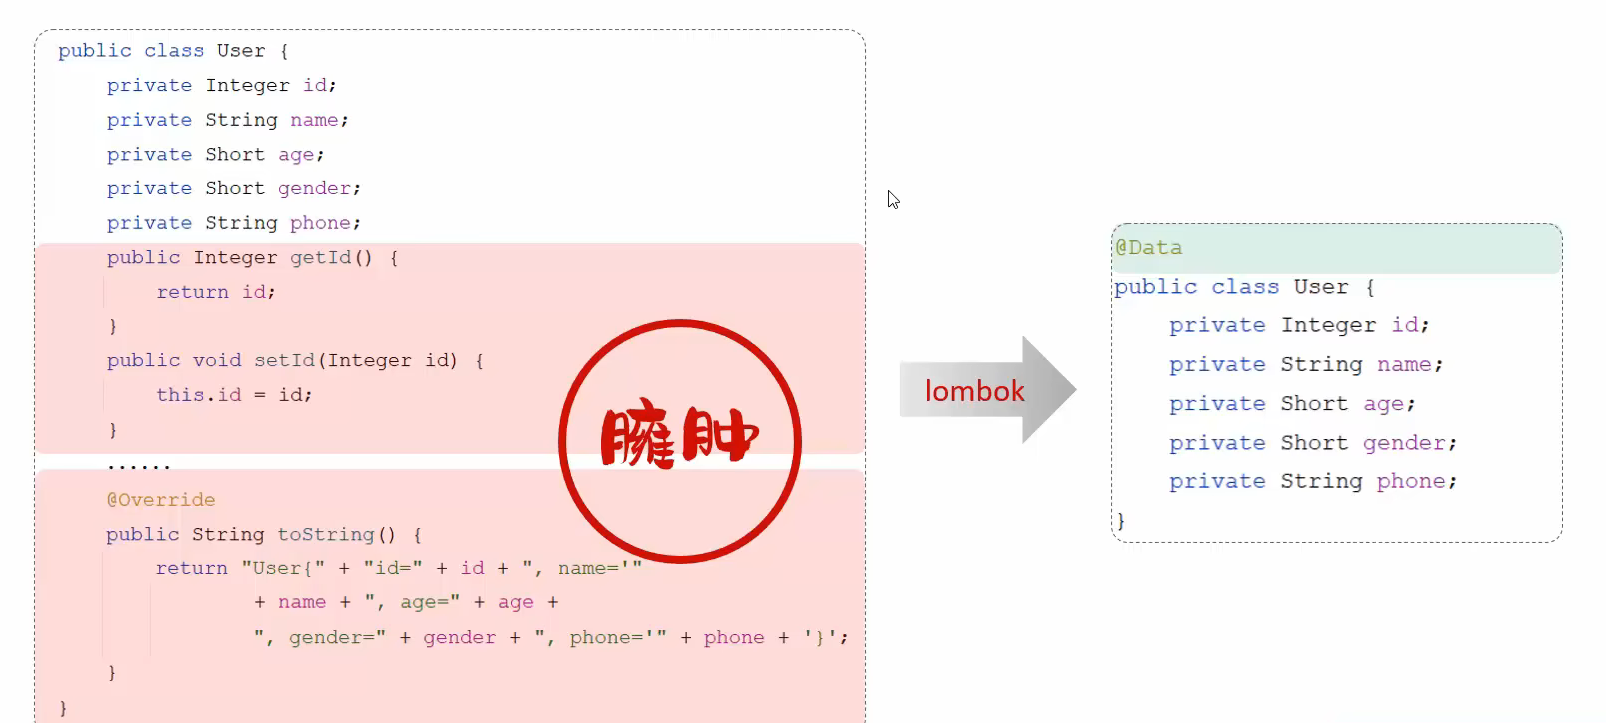 public class User {
private Integer id;
private String name;
private Short age;
private Short gender;
private String phone;
public Integer getId() {
return id;
}
public void setId(Integer id) {
this.id = id;
}
......
@Override
public String toString() {
return "User{" + "id=" + id + ", name='"
+ name + ", age=" + age +
", gender=" + gender + ", phone='" + phone + '}';
}
}
臃肿
lombok
@Data
public class User {
private Integer id;
private String name;
private Short age;
private Short gender;
private String phone;
}